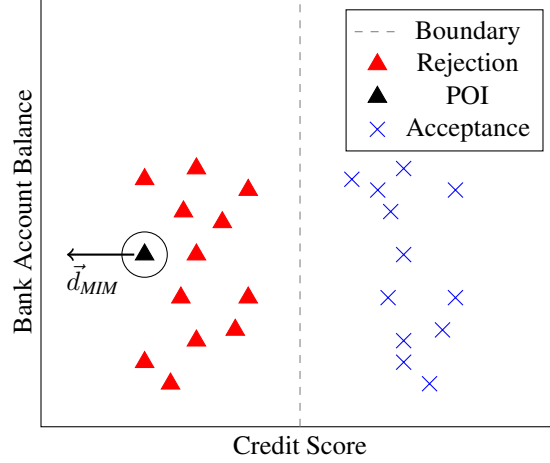 Boundary
Rejection
POI
Acceptance
Bank Account Balance
d⃗MIM
Credit Score